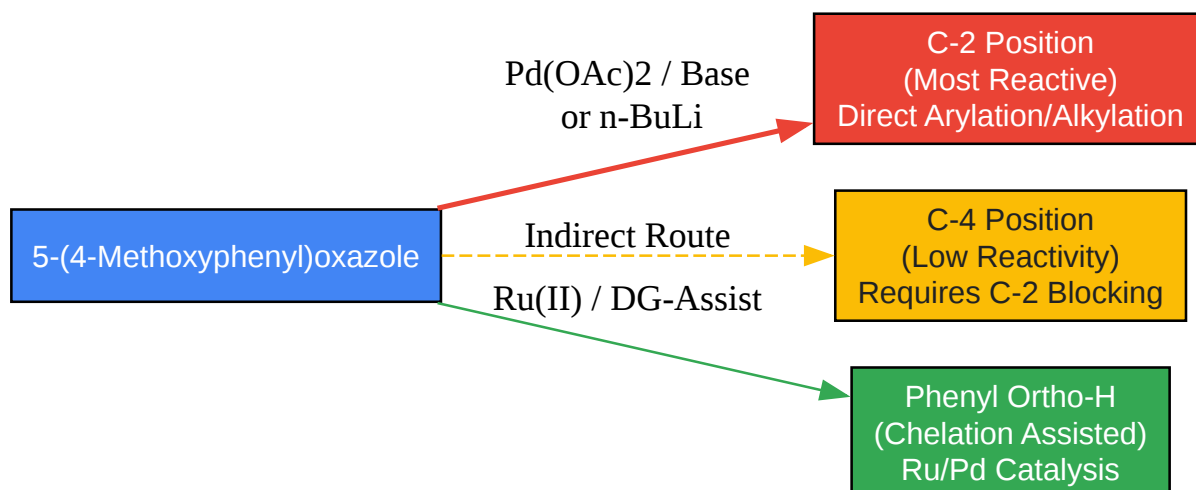 5-(4-Methoxyphenyl)oxazole
Pd(OAc)2 / Base
or n-BuLi
C-2 Position
(Most Reactive)
Direct Arylation/Alkylation
Indirect Route
C-4 Position
(Low Reactivity)
Requires C-2 Blocking
Ru(II) / DG-Assist
Phenyl Ortho-H
(Chelation Assisted)
Ru/Pd Catalysis